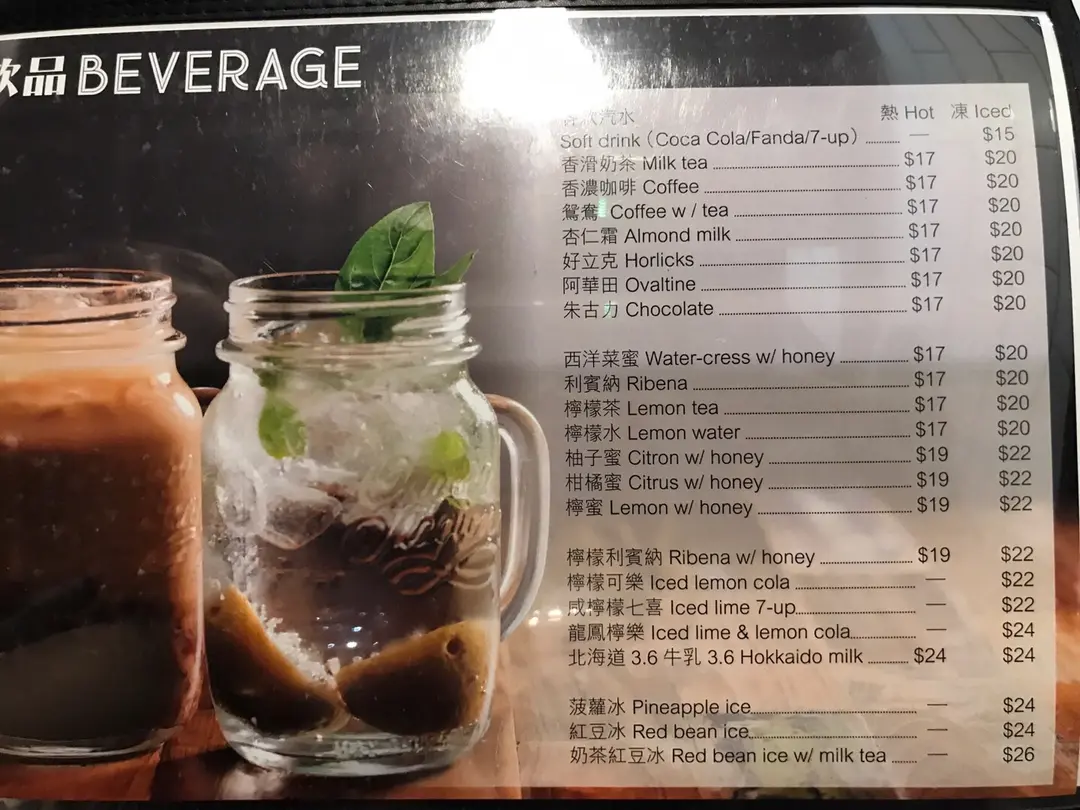 飲品 BEVERAGE
熱 Hot 凍 Iced
汽水
Soft drink (Coca Cola/Fanda/7-up) — $15
香滑奶茶 Milk tea $17 $20
香濃咖啡 Coffee $17 $20
鴛鴦 Coffee w / tea $17 $20
杏仁霜 Almond milk $17 $20
好立克 Horlicks $17 $20
阿華田 Ovaltine $17 $20
朱古力 Chocolate $17 $20
西洋菜蜜 Water-cress w/ honey $17 $20
利賓納 Ribena $17 $20
檸檬茶 Lemon tea $17 $20
檸檬水 Lemon water $17 $20
柚子蜜 Citron w/ honey $19 $22
柑橘蜜 Citrus w/ honey $19 $22
檸蜜 Lemon w/ honey $19 $22
檸檬利賓納 Ribena w/ honey $19 $22
檸檬可樂 Iced lemon cola — $22
咸檸檬七喜 Iced lime 7-up — $22
龍鳳檸樂 Iced lime & lemon cola — $24
北海道 3.6 牛乳 3.6 Hokkaido milk $24 $24
菠蘿冰 Pineapple ice — $24
紅豆冰 Red bean ice — $24
奶茶紅豆冰 Red bean ice w/ milk tea — $26